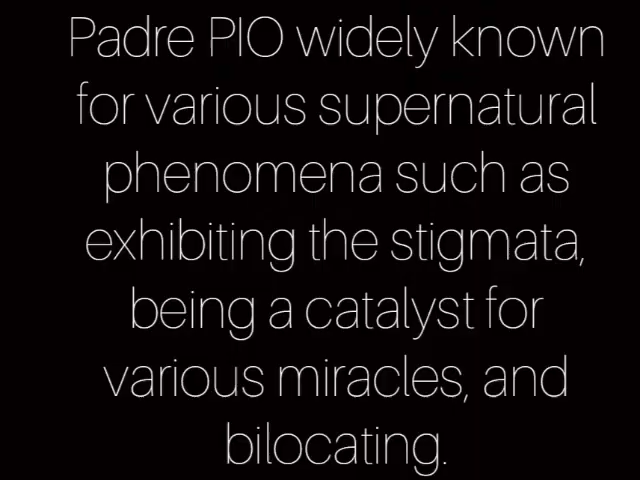 Padre PIO widely known
for various supernatural
phenomena such as
exhibiting the stigmata,
being a catalyst for
various miracles, and
bilocating.